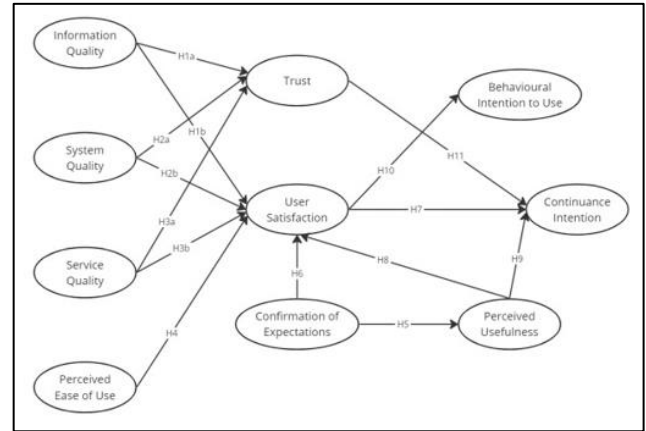 Information
Quality
H1a
Trust
Behavioural
Intention to Use
H2a
H1b
System
Quality
H2b
H10
H11
User
Satisfaction
H7
Continuance
Intention
H3a
H3b
Service
Quality
H6
H8
H9
Confirmation of
Expectations
H5
Perceived
Usefulness
H4
Perceived
Ease of Use